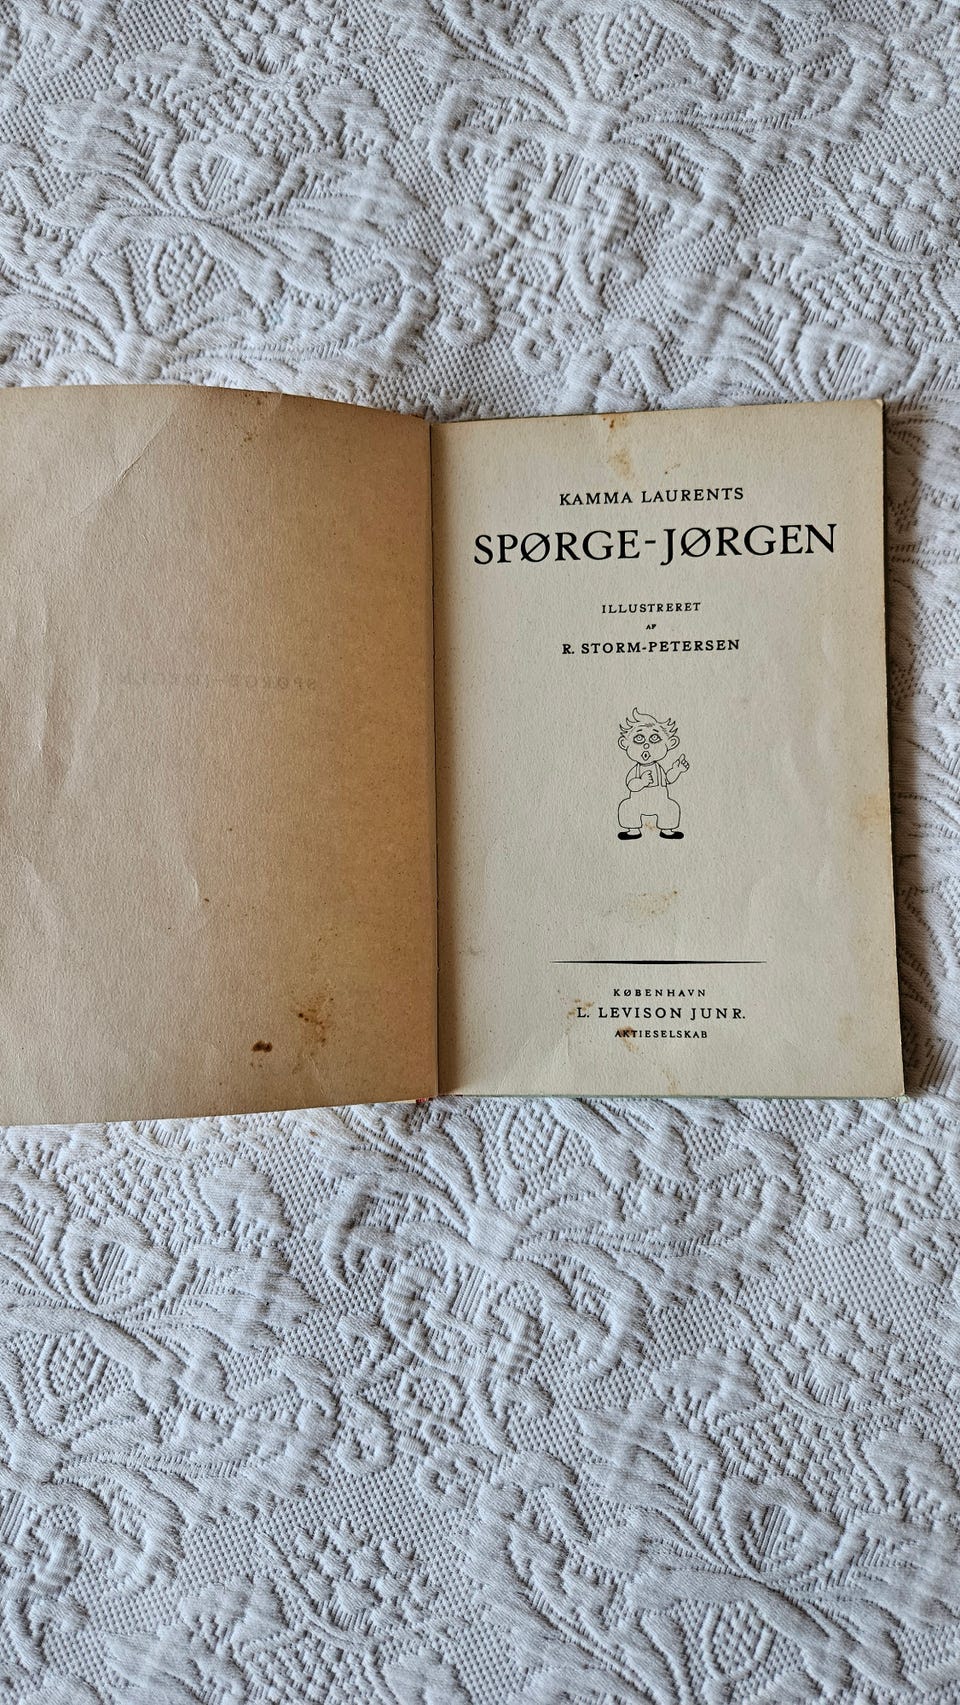 KAMMA LAURENTS
SPØRGE-JØRGEN
ILLUSTRERET
AF
R. STORM-PETERSEN
KØBENHAVN
L. LEVISON JUNR.
AKTIESELSKAB